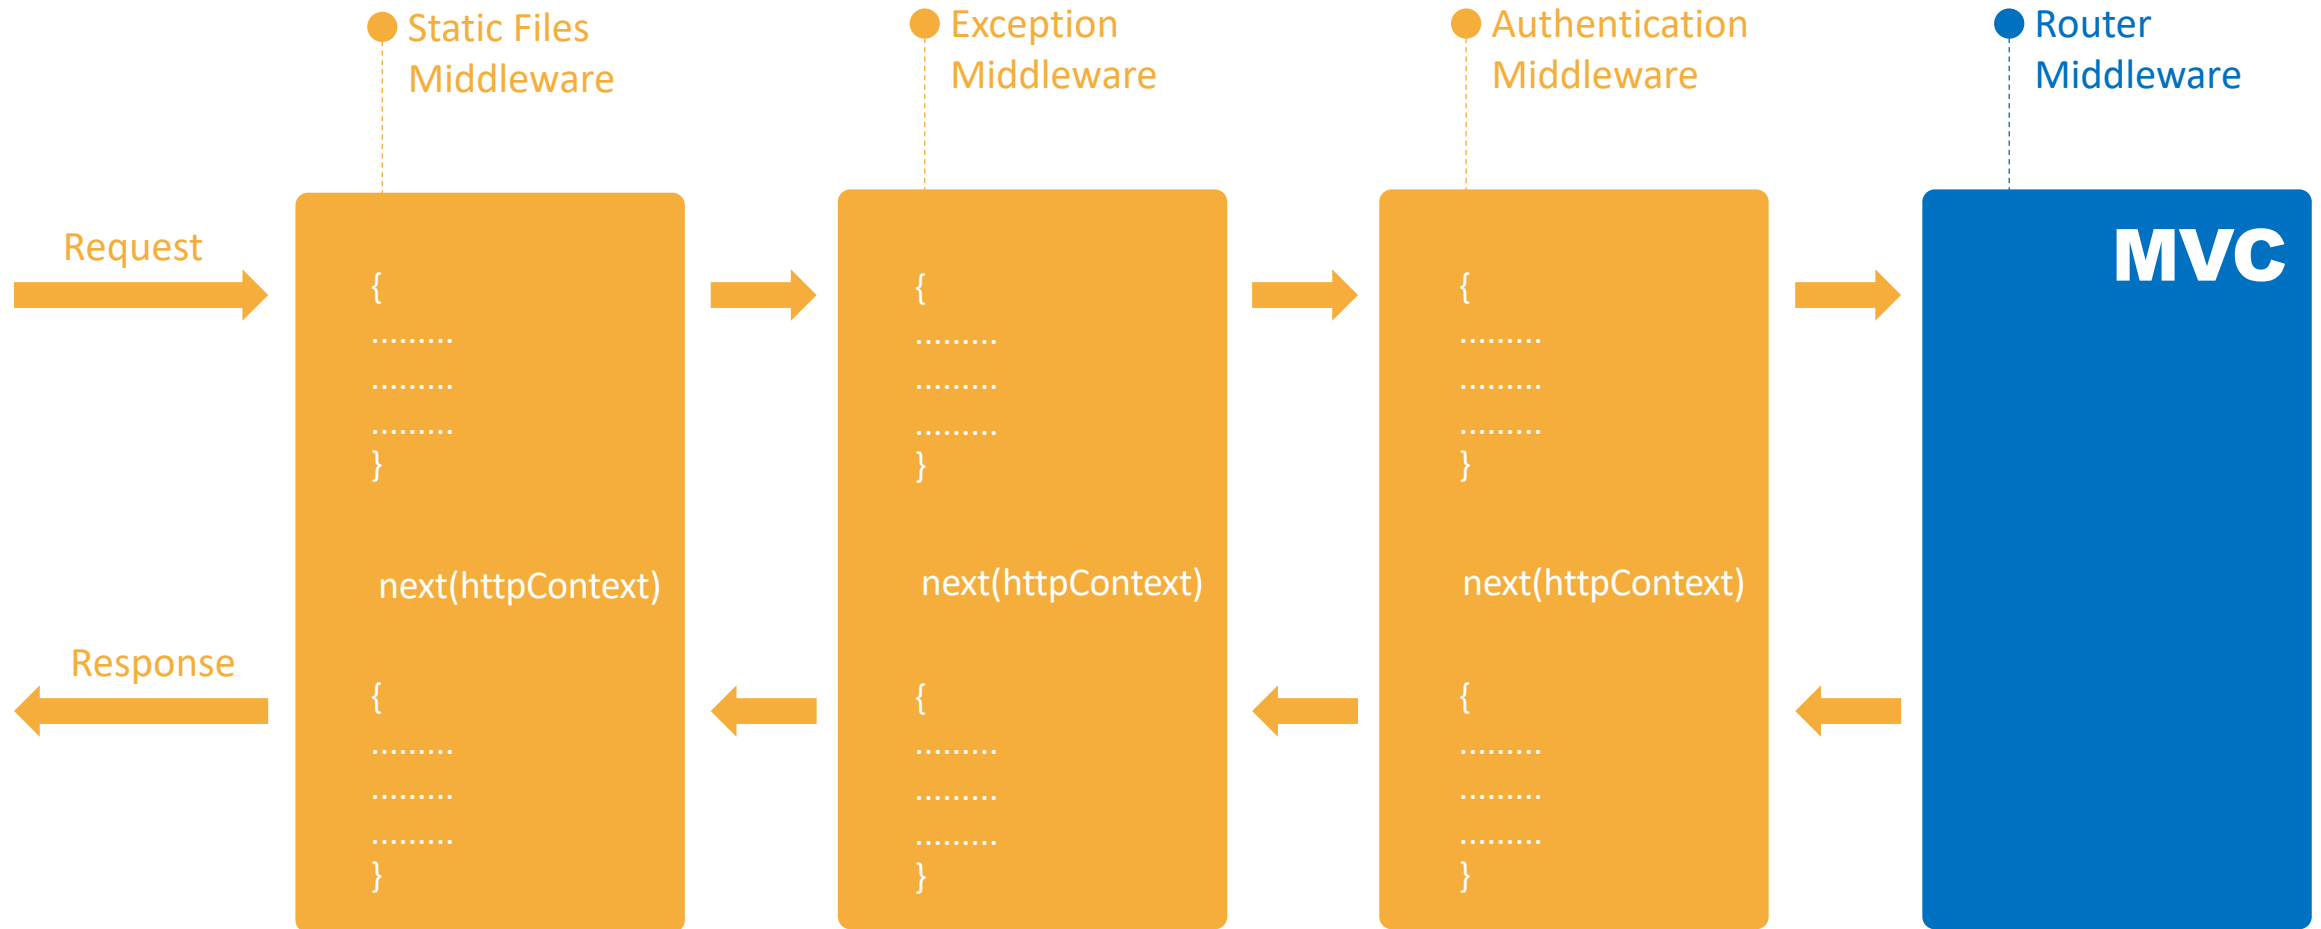 Static Files
Middleware
Exception
Middleware
Authentication
Middleware
Router
Middleware
Request
Response
{
.........
.........
.........
}
next(httpContext)
{
.........
.........
.........
}
{
.........
.........
.........
}
next(httpContext)
{
.........
.........
.........
}
{
.........
.........
.........
}
next(httpContext)
{
.........
.........
.........
}
MVC